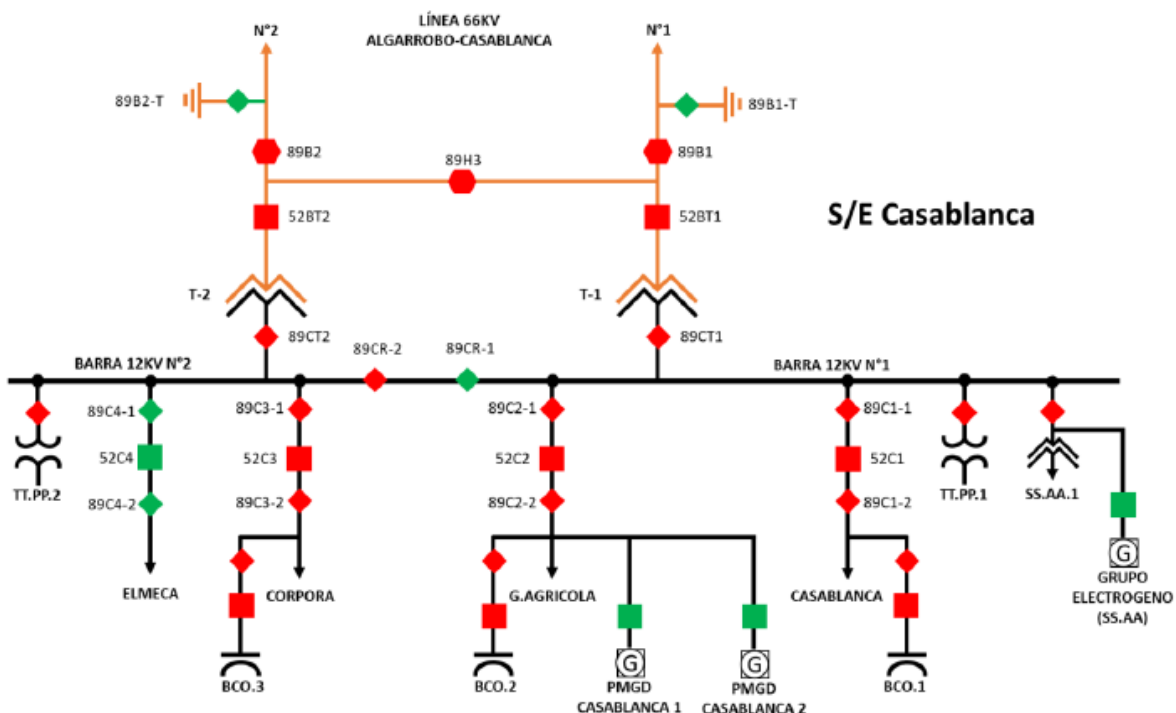 LÍNEA 66KV
ALGARROBO-CASABLANCA
N°2
N°1
89B2-T
89B1-T
89B2
89H3
89B1
52BT2
52BT1
S/E Casablanca
T-2
T-1
89CT2
89CR-2
89CR-1
89CT1
BARRA 12KV N°2
BARRA 12KV N°1
89C4-1
89C3-1
89C2-1
89C1-1
52C4
52C3
52C2
52C1
TT.PP.2
89C4-2
89C3-2
89C2-2
89C1-2
TT.PP.1
SS.AA.1
ELMECA
CORPORA
G.AGRICOLA
CASABLANCA
G
GRUPO
ELECTROGENO
(SS.AA)
BCO.3
BCO.2
G
PMGD
CASABLANCA 1
G
PMGD
CASABLANCA 2
BCO.1